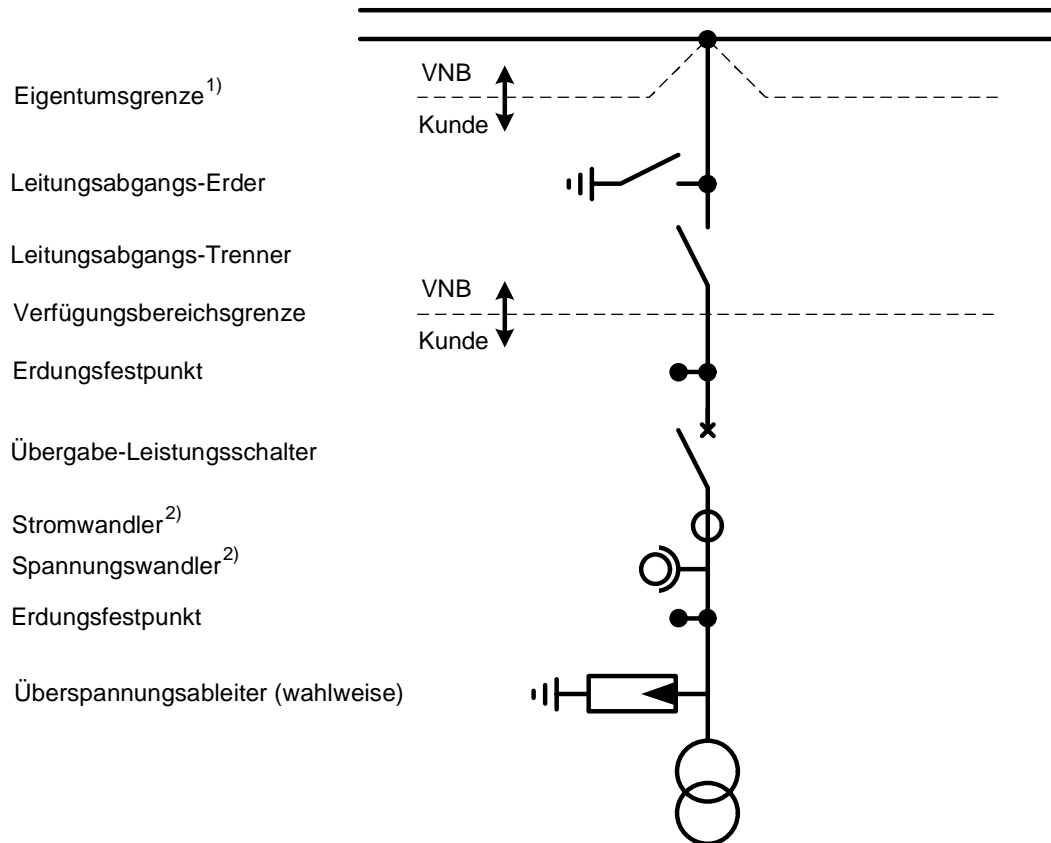 VNB
Eigentumsgrenze1)
Kunde
Leitungsabgangs-Erder
Leitungsabgangs-Trenner
VNB
Verfügungsbereichsgrenze
Kunde
Erdungsfestpunkt
Übergabe-Leistungsschalter
Stromwandler2)
Spannungswandler2)
Erdungsfestpunkt
Überspannungsableiter (wahlweise)